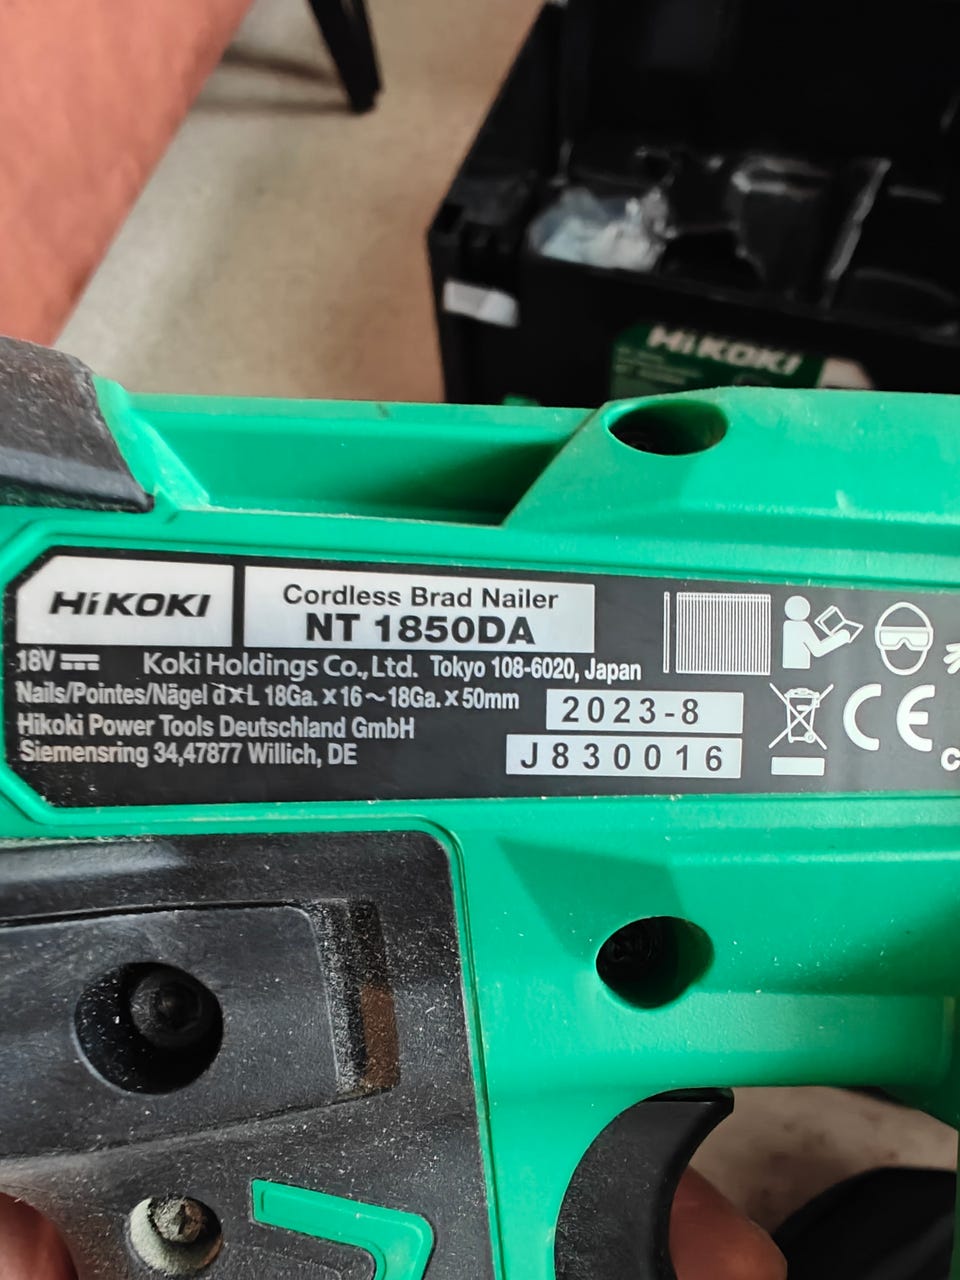 HiKOKI
HiKOKI
Cordless Brad Nailer
NT 1850DA
18V
Koki Holdings Co., Ltd. Tokyo 108-6020, Japan
Nails/Pointes/Nägel d×L 18Ga. × 16～18Ga. × 50mm
2023-8
Hikoki Power Tools Deutschland GmbH
J830016
Siemensring 34,47877 Willich, DE
CE